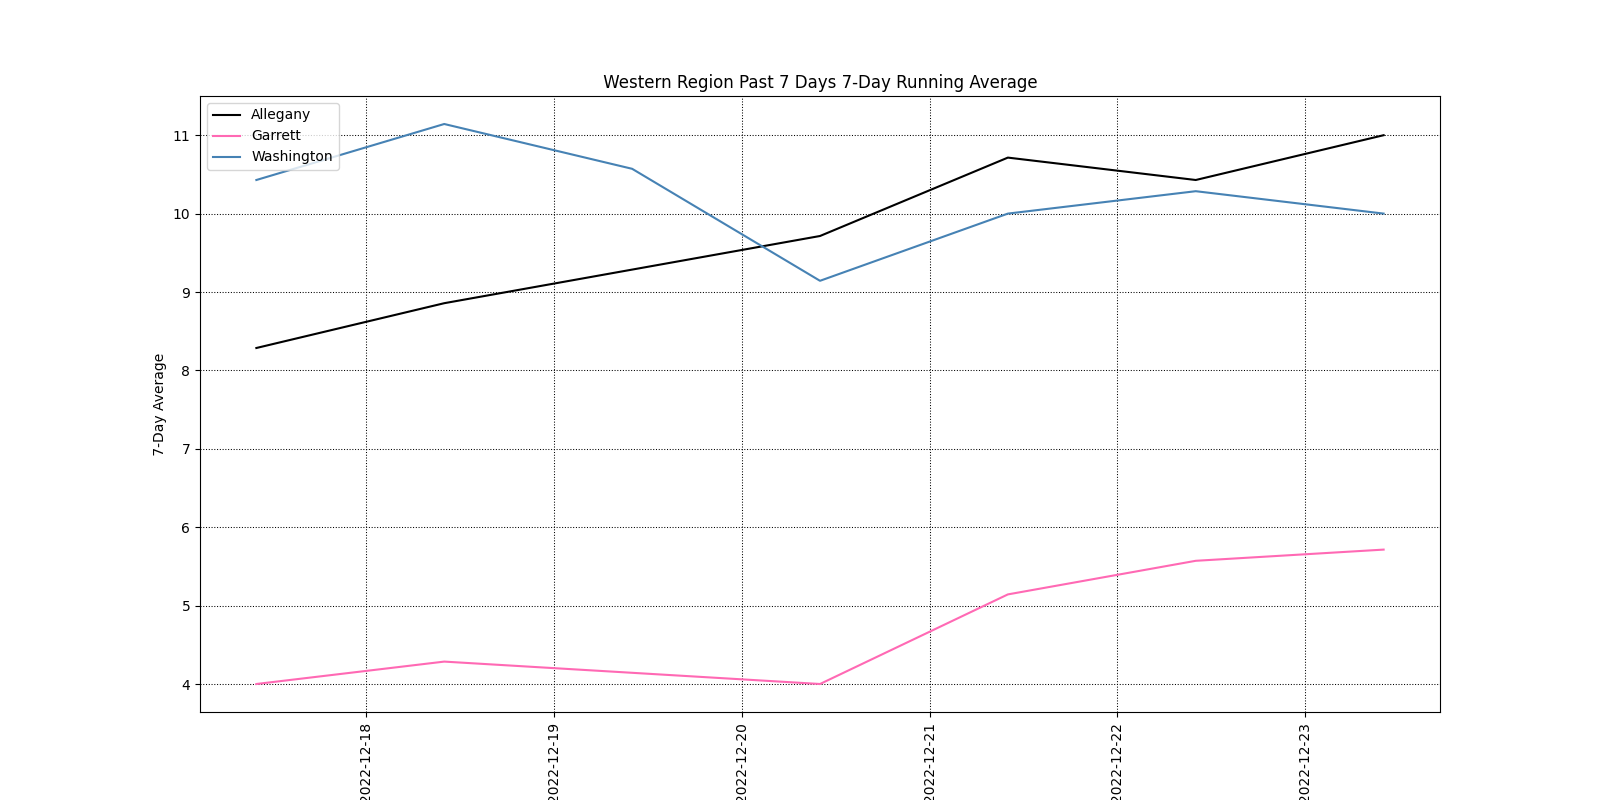 Western Region Past 7 Days 7-Day Running Average
Allegany
Garrett
Washington
7-Day Average
11
10
9
8
7
6
5
4
2022-12-18
2022-12-19
2022-12-20
2022-12-21
2022-12-22
2022-12-23